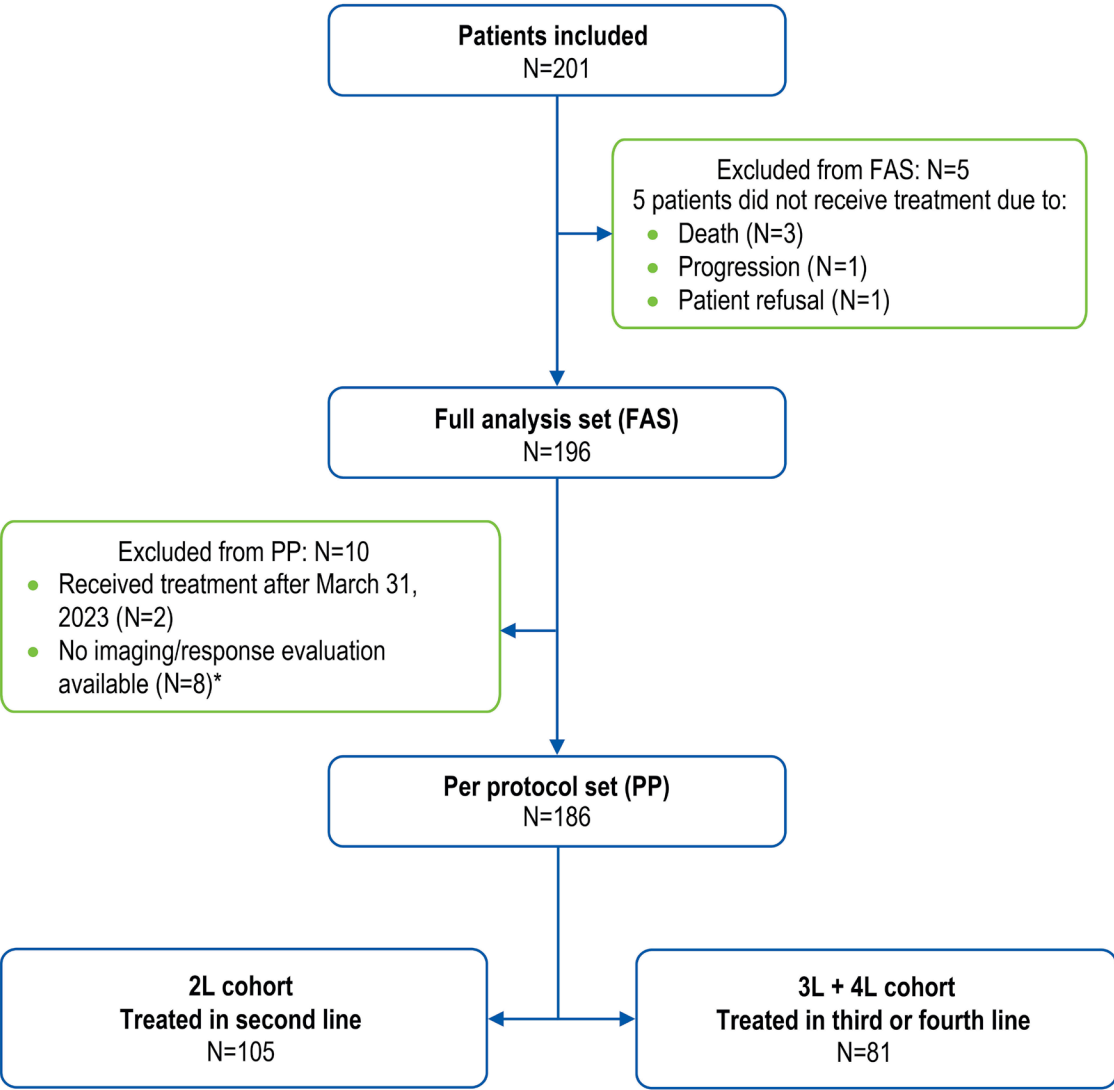 Patients included
N=201
Excluded from FAS: N=5
5 patients did not receive treatment due to:
● Death (N=3)
● Progression (N=1)
● Patient refusal (N=1)
Full analysis set (FAS)
N=196
Excluded from PP: N=10
● Received treatment after March 31,
2023 (N=2)
● No imaging/response evaluation
available (N=8)*
Per protocol set (PP)
N=186
2L cohort
Treated in second line
N=105
3L + 4L cohort
Treated in third or fourth line
N=81